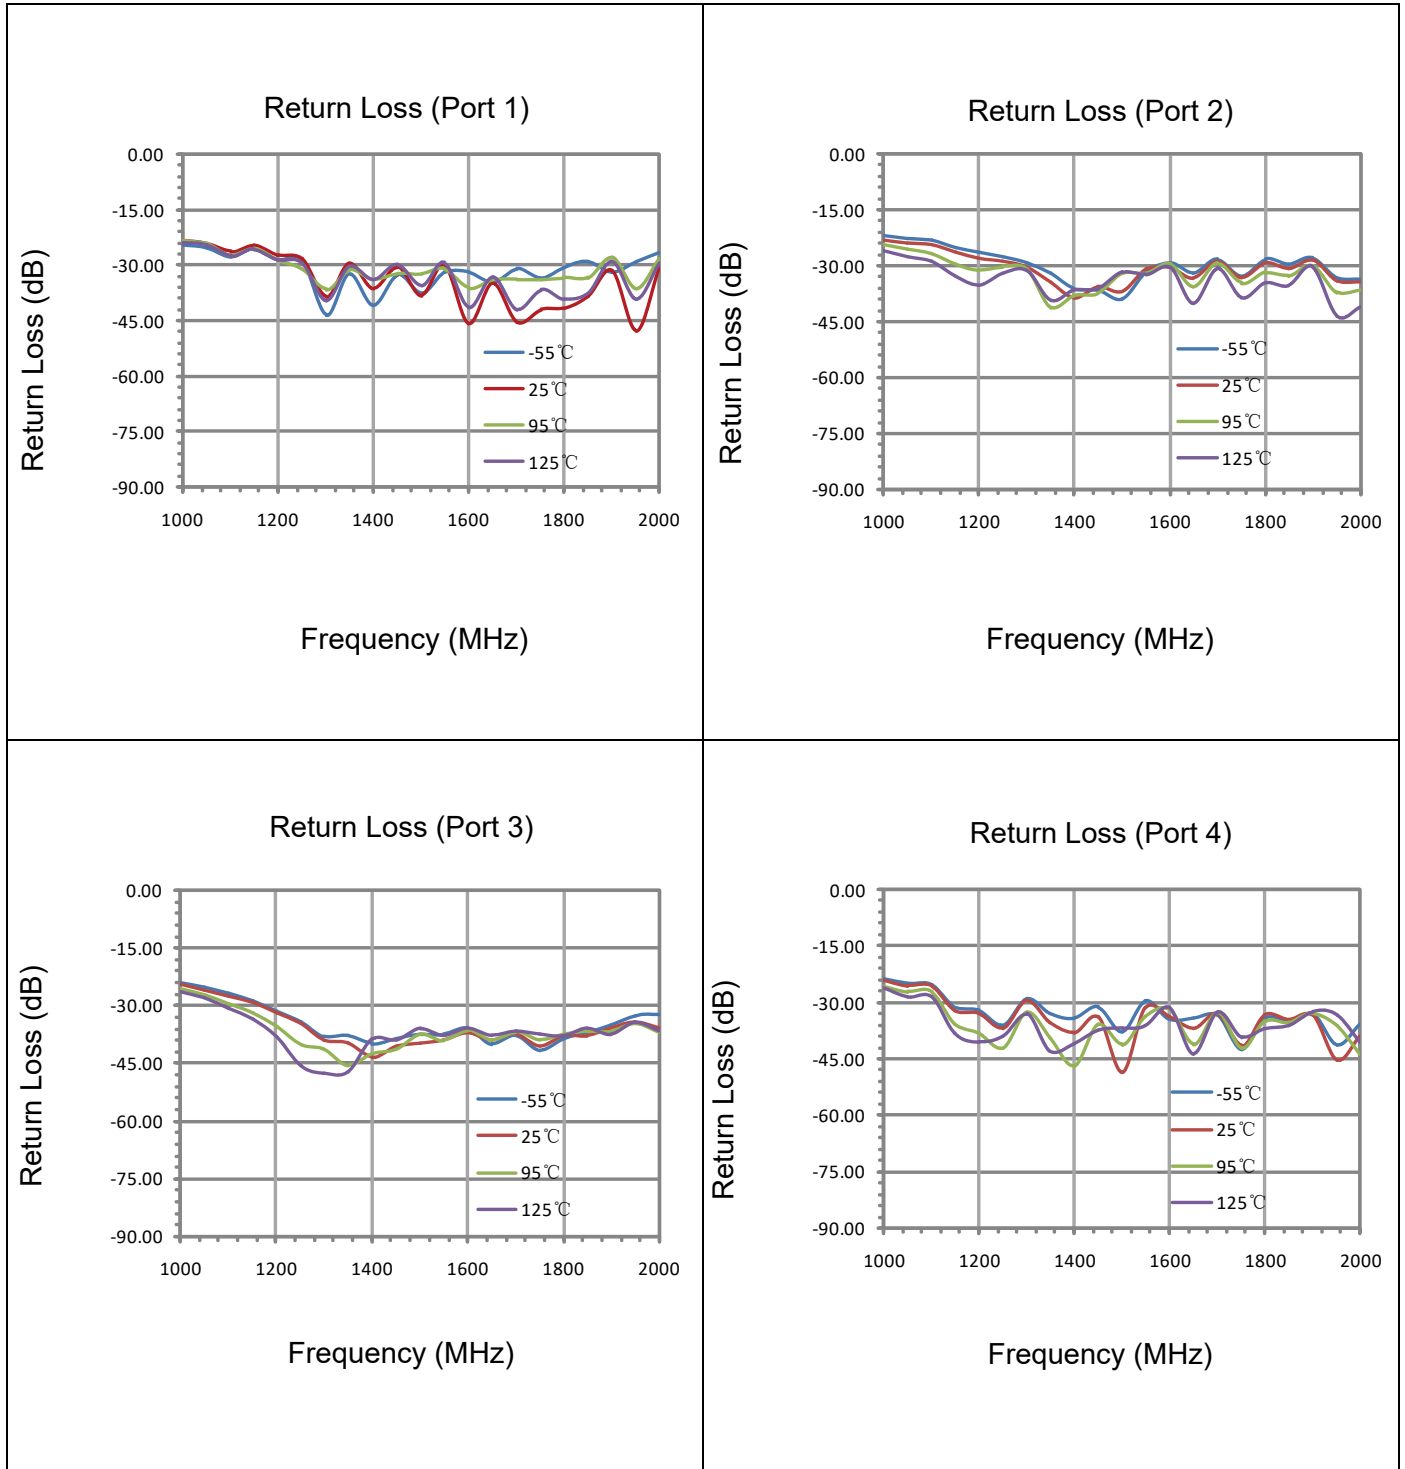 Return Loss (Port 1)
Return Loss (dB)
0.00
-15.00
-30.00
-45.00
-60.00
-75.00
-90.00
1000 1200 1400 1600 1800 2000
-55℃
25℃
95℃
125℃
Frequency (MHz)
Return Loss (Port 2)
Return Loss (dB)
0.00
-15.00
-30.00
-45.00
-60.00
-75.00
-90.00
1000 1200 1400 1600 1800 2000
-55℃
25℃
95℃
125℃
Frequency (MHz)
Return Loss (Port 3)
Return Loss (dB)
0.00
-15.00
-30.00
-45.00
-60.00
-75.00
-90.00
1000 1200 1400 1600 1800 2000
-55℃
25℃
95℃
125℃
Frequency (MHz)
Return Loss (Port 4)
Return Loss (dB)
0.00
-15.00
-30.00
-45.00
-60.00
-75.00
-90.00
1000 1200 1400 1600 1800 2000
-55℃
25℃
95℃
125℃
Frequency (MHz)